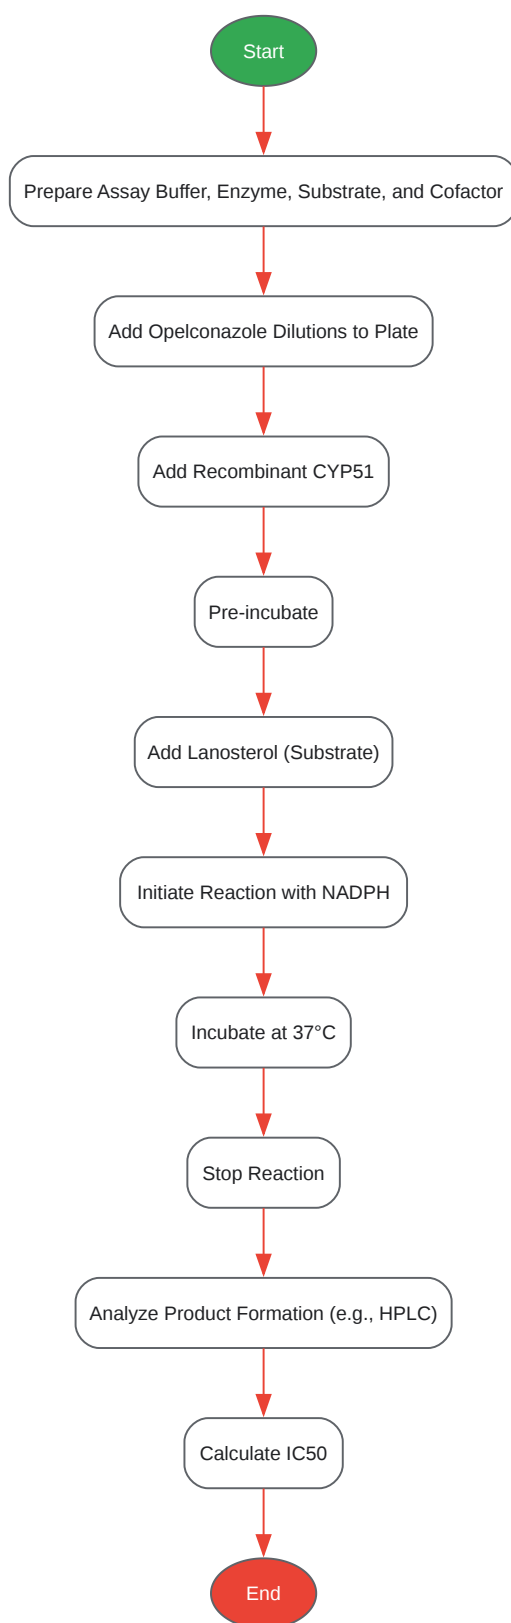 Start
Prepare Assay Buffer, Enzyme, Substrate, and Cofactor
Add Opelconazole Dilutions to Plate
Add Recombinant CYP51
Pre-incubate
Add Lanosterol (Substrate)
Initiate Reaction with NADPH
Incubate at 37°C
Stop Reaction
Analyze Product Formation (e.g., HPLC)
Calculate IC50
End